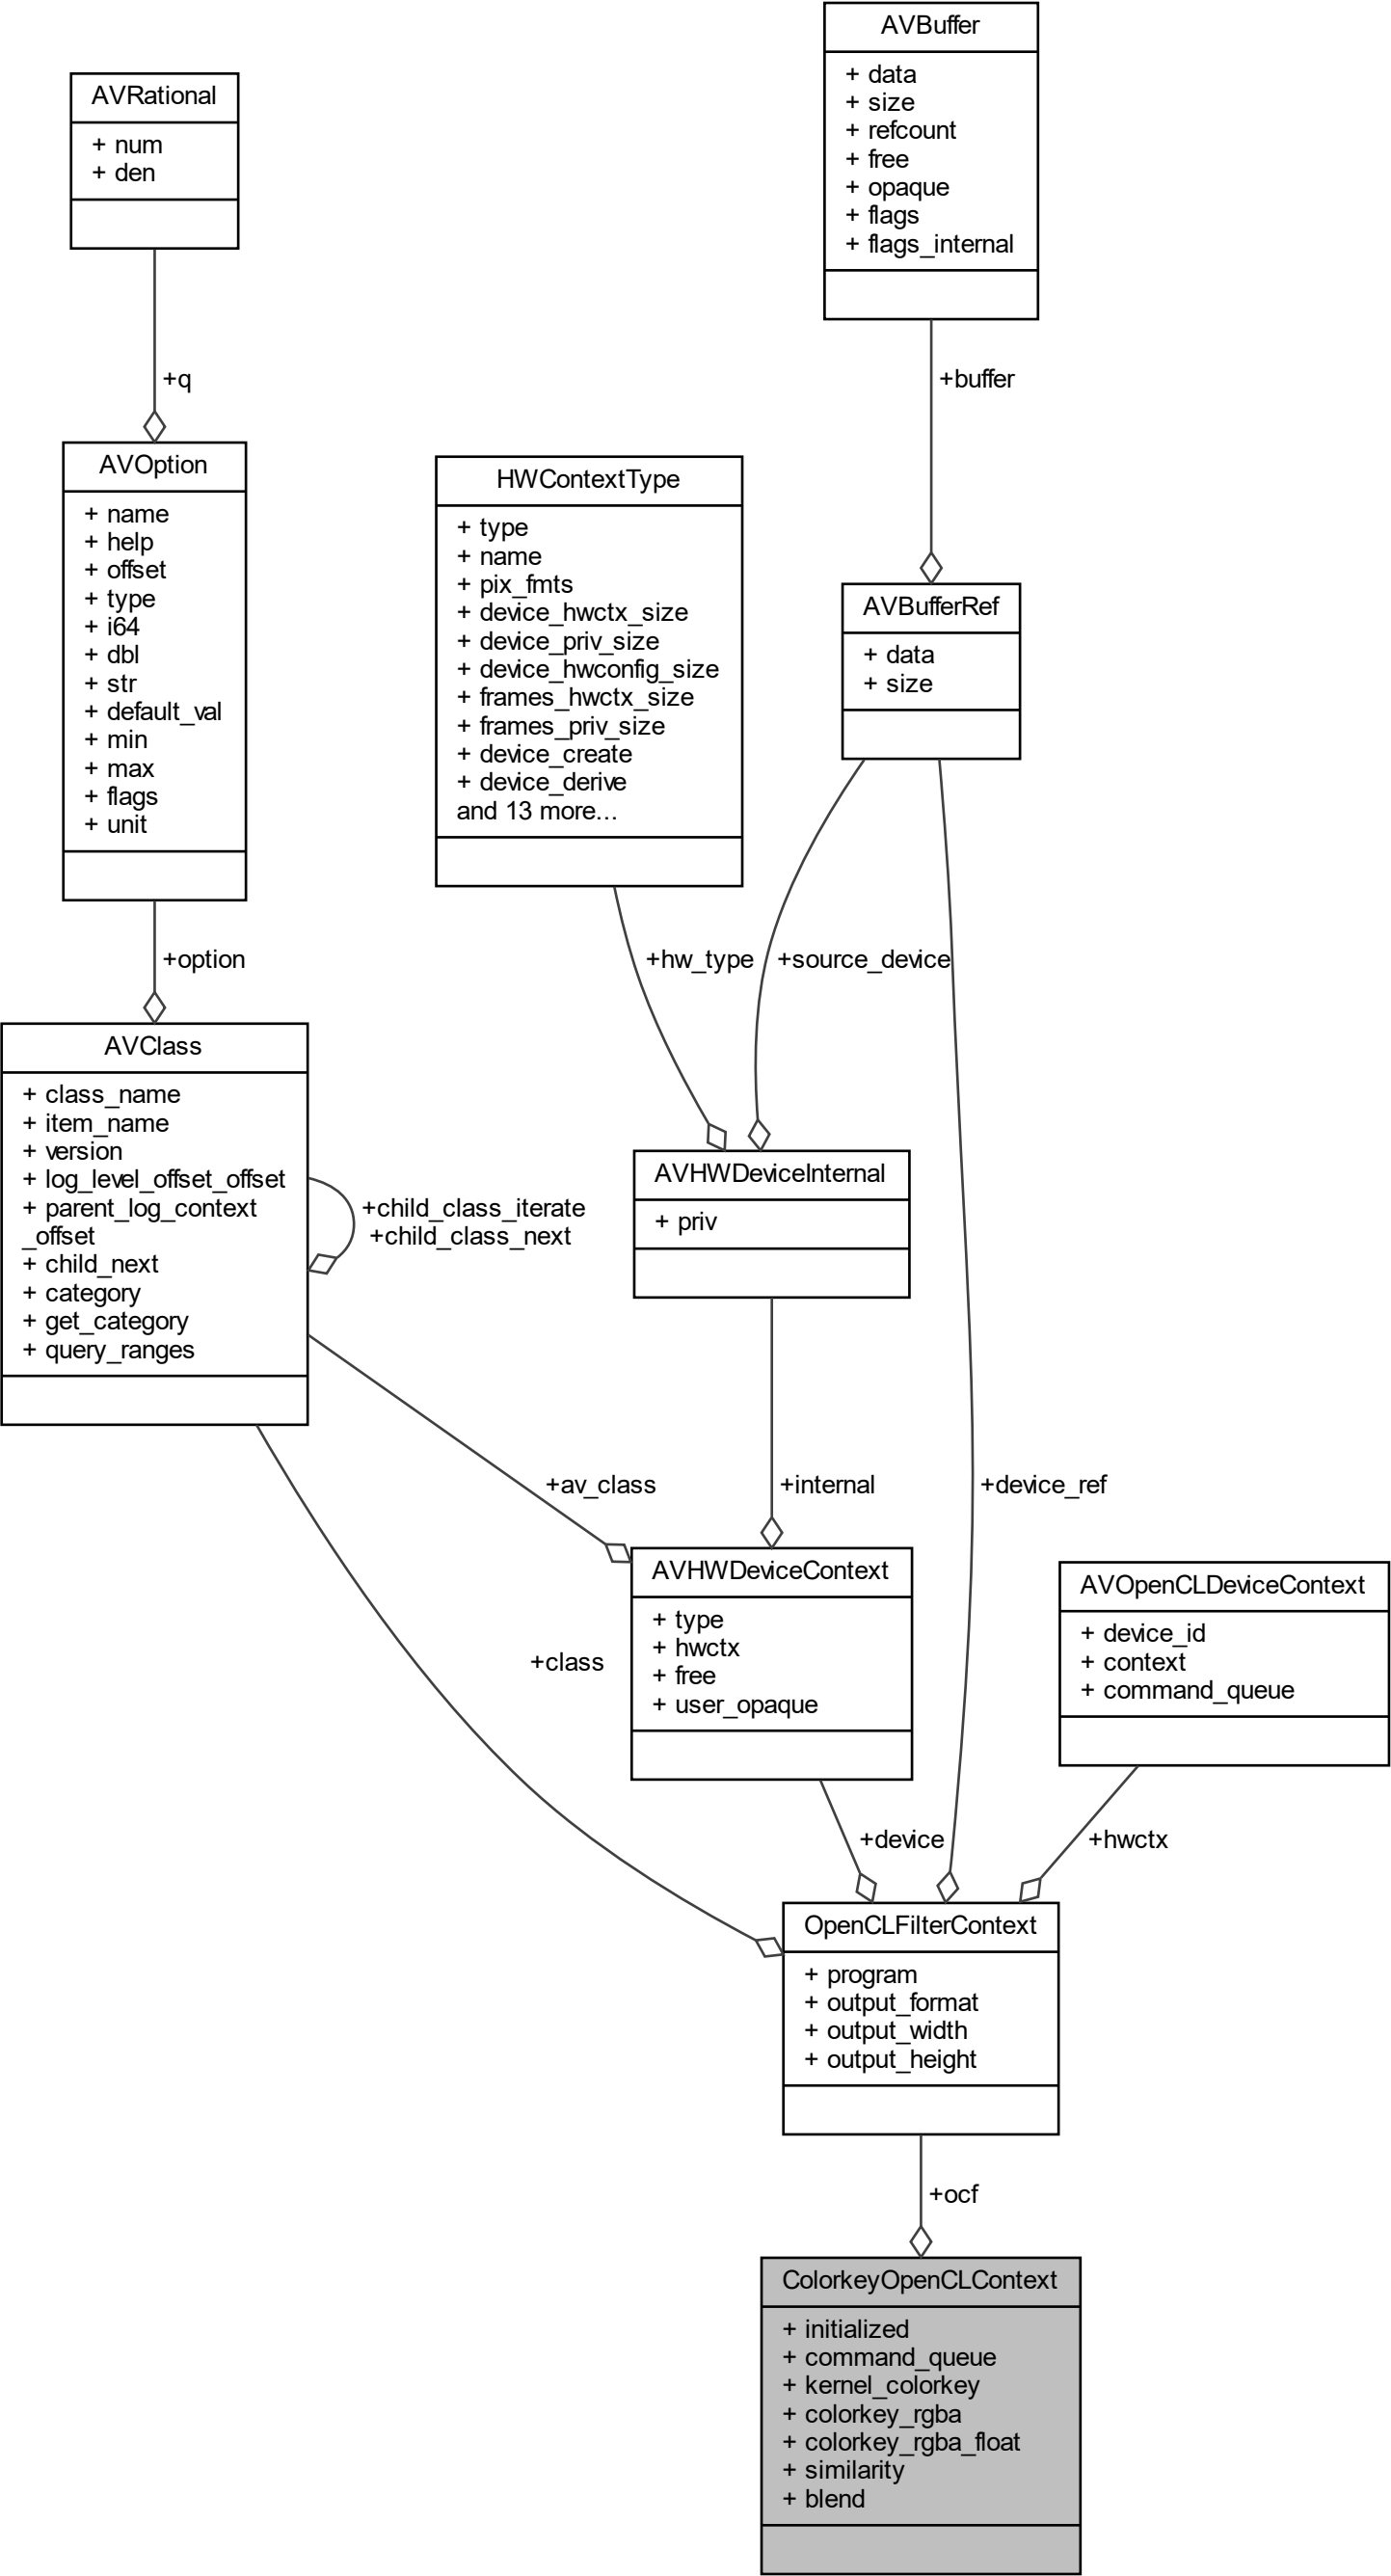 AVBuffer
+ data
+ size
+ refcount
+ free
+ opaque
+ flags
+ flags_internal
AVRational
+ num
+ den
+q
+buffer
AVOption
+ name
+ help
+ offset
+ type
+ i64
+ dbl
+ str
+ default_val
+ min
+ max
+ flags
+ unit
HWContextType
+ type
+ name
+ pix_fmts
+ device_hwctx_size
+ device_priv_size
+ device_hwconfig_size
+ frames_hwctx_size
+ frames_priv_size
+ device_create
+ device_derive
and 13 more...
AVBufferRef
+ data
+ size
+option
+hw_type
+source_device
AVClass
+ class_name
+ item_name
+ version
+ log_level_offset_offset
+ parent_log_context
_offset
+ child_next
+ category
+ get_category
+ query_ranges
+child_class_iterate
+child_class_next
AVHWDeviceInternal
+ priv
+av_class
+internal
+device_ref
AVHWDeviceContext
+ type
+ hwctx
+ free
+ user_opaque
AVOpenCLDeviceContext
+ device_id
+ context
+ command_queue
+class
+device
+hwctx
OpenCLFilterContext
+ program
+ output_format
+ output_width
+ output_height
+ocf
ColorkeyOpenCLContext
+ initialized
+ command_queue
+ kernel_colorkey
+ colorkey_rgba
+ colorkey_rgba_float
+ similarity
+ blend